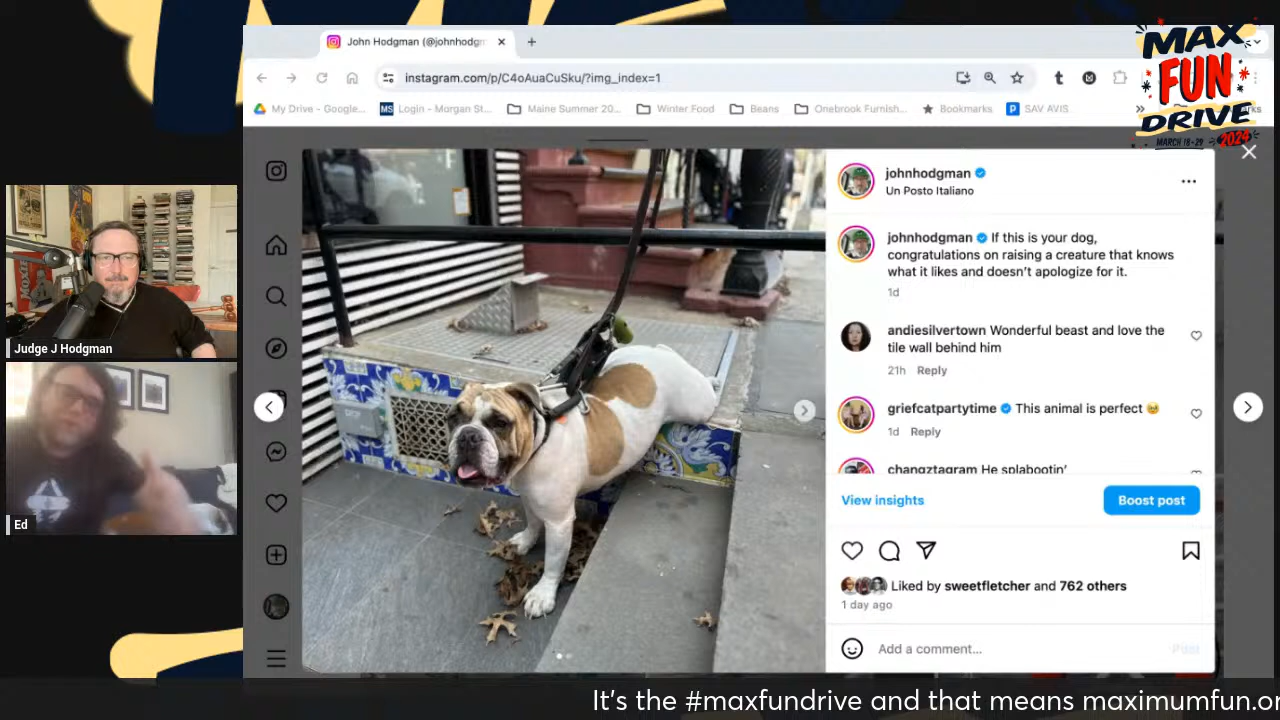 John Hodgman (@johnhodgm
instagram.com/p/C4oAuaCuSku/?img_index=1
My Drive - Google...
MS Login - Morgan St...
Maine Summer 20...
Winter Food
Beans
Onebrook Furnish...
Bookmarks
SAV AVIS
MAX
FUN
DRIVE
MARCH 18-29
2024
johnhodgman
Un Posto Italiano
johnhodgman If this is your dog,
congratulations on raising a creature that knows
what it likes and doesn't apologize for it.
1d
andiesilvertown Wonderful beast and love the
tile wall behind him
21h Reply
griefcatpartytime This animal is perfect 🥹
1d Reply
changztagram He splabootin'
View insights
Boost post
Liked by sweetfletcher and 762 others
1 day ago
Add a comment...
Post
Judge J Hodgman
Ed
It's the #maxfundrive and that means maximumfun.or